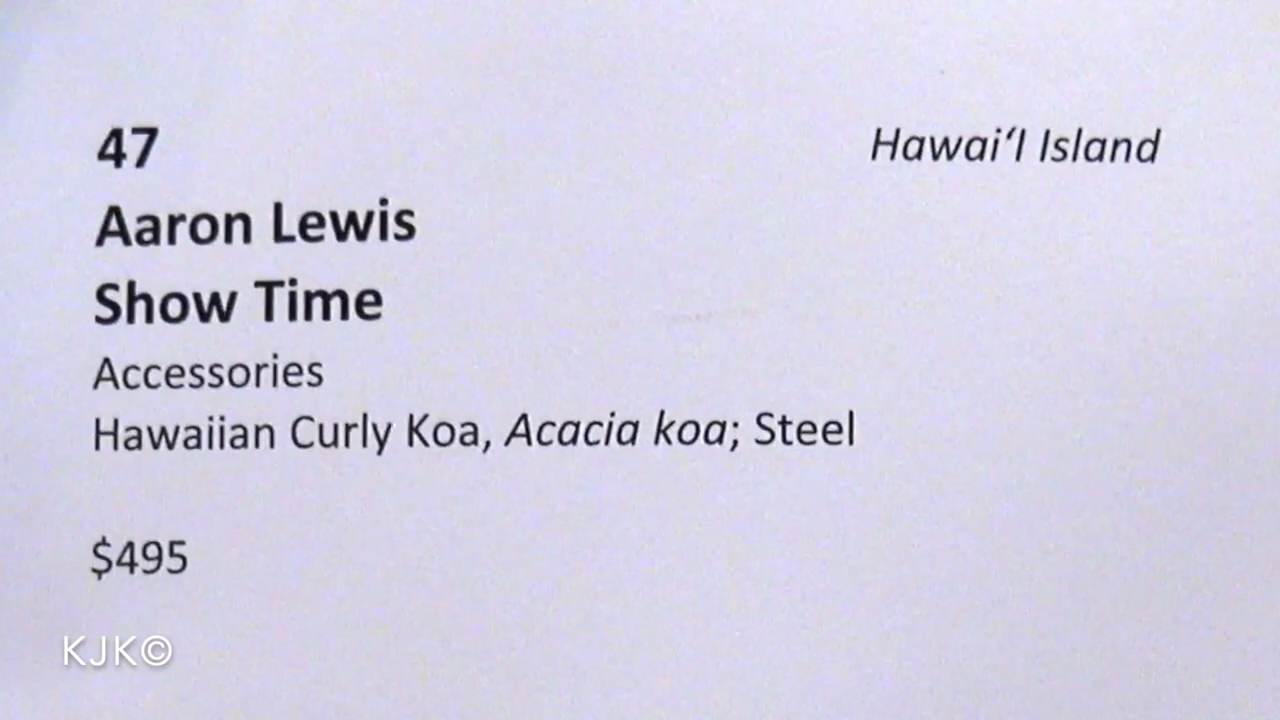 47
Hawai‘I Island
Aaron Lewis
Show Time
Accessories
Hawaiian Curly Koa, Acacia koa; Steel
$495
KJK©